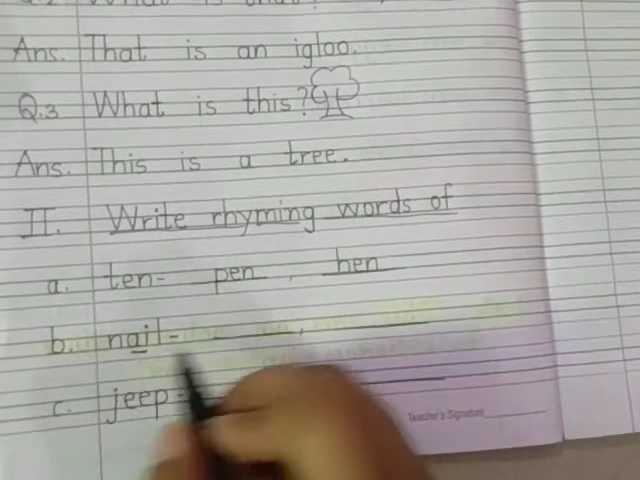 Ans. That is an igloo.
Q.3 What is this?
Ans. This is a tree.
II. Write rhyming words of
a. ten- pen, hen
b. nail- ,
c. jeep-
Teacher's Signature